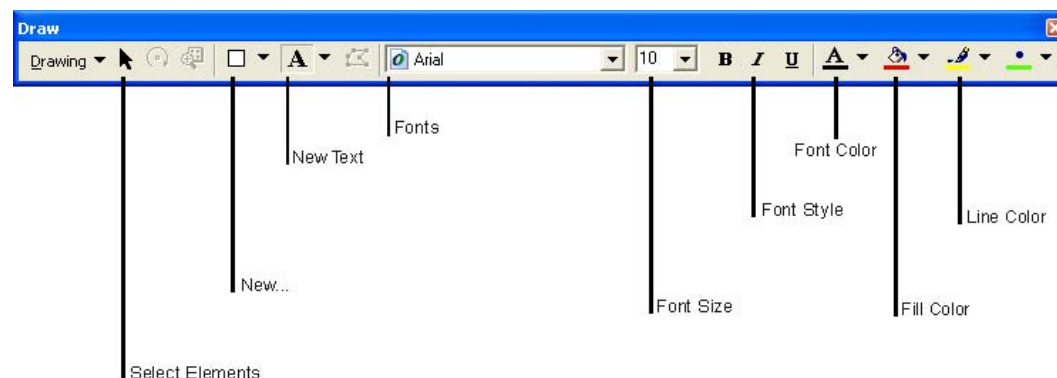 Draw
Drawing A Arial 10 B I U A
Fonts
New Text
Font Color
Font Style
Line Color
New...
Font Size
Fill Color
Select Elements